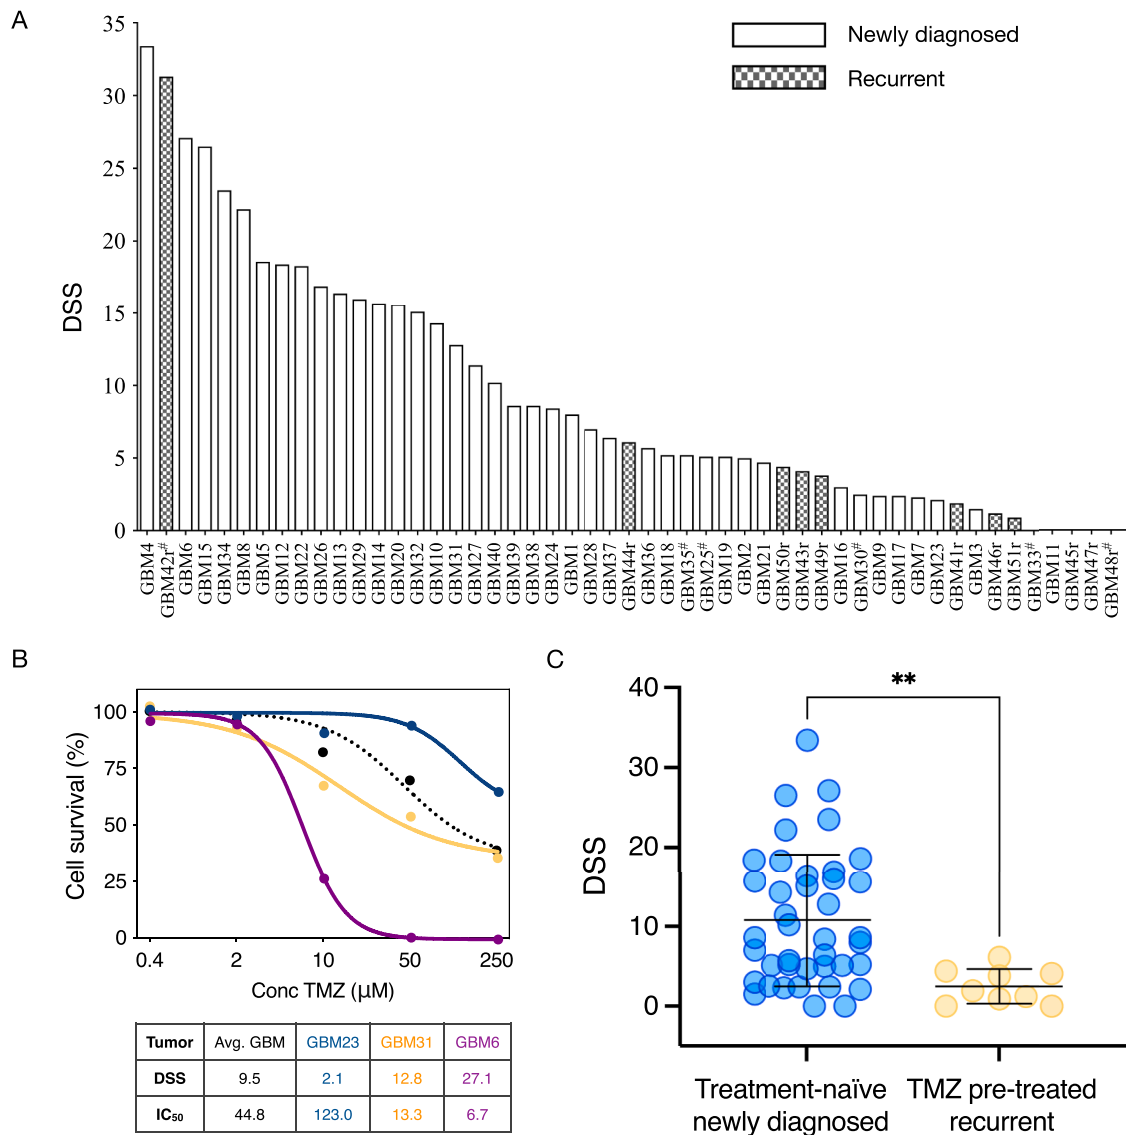 A
35
30
25
20
15
10
5
0
DSS
Newly diagnosed
Recurrent
GBM4
GBM42r#
GBM6
GBM15
GBM34
GBM8
GBM5
GBM12
GBM22
GBM26
GBM13
GBM29
GBM14
GBM20
GBM32
GBM10
GBM31
GBM27
GBM40
GBM39
GBM38
GBM24
GBM1
GBM28
GBM37
GBM44r
GBM36
GBM18
GBM35#
GBM25#
GBM19
GBM2
GBM21
GBM50r
GBM43r
GBM49r
GBM16
GBM30#
GBM9
GBM17
GBM7
GBM23
GBM41r
GBM3
GBM46r
GBM51r
GBM33#
GBM11
GBM45r
GBM47r
GBM48r#
B
100
75
50
25
0
Cell survival (%)
0.4 2 10 50 250
Conc TMZ (μM)
Tumor Avg. GBM GBM23 GBM31 GBM6
DSS 9.5 2.1 12.8 27.1
IC₅₀ 44.8 123.0 13.3 6.7
C
40
30
20
10
0
DSS
**
Treatment-naïve
newly diagnosed
TMZ pre-treated
recurrent